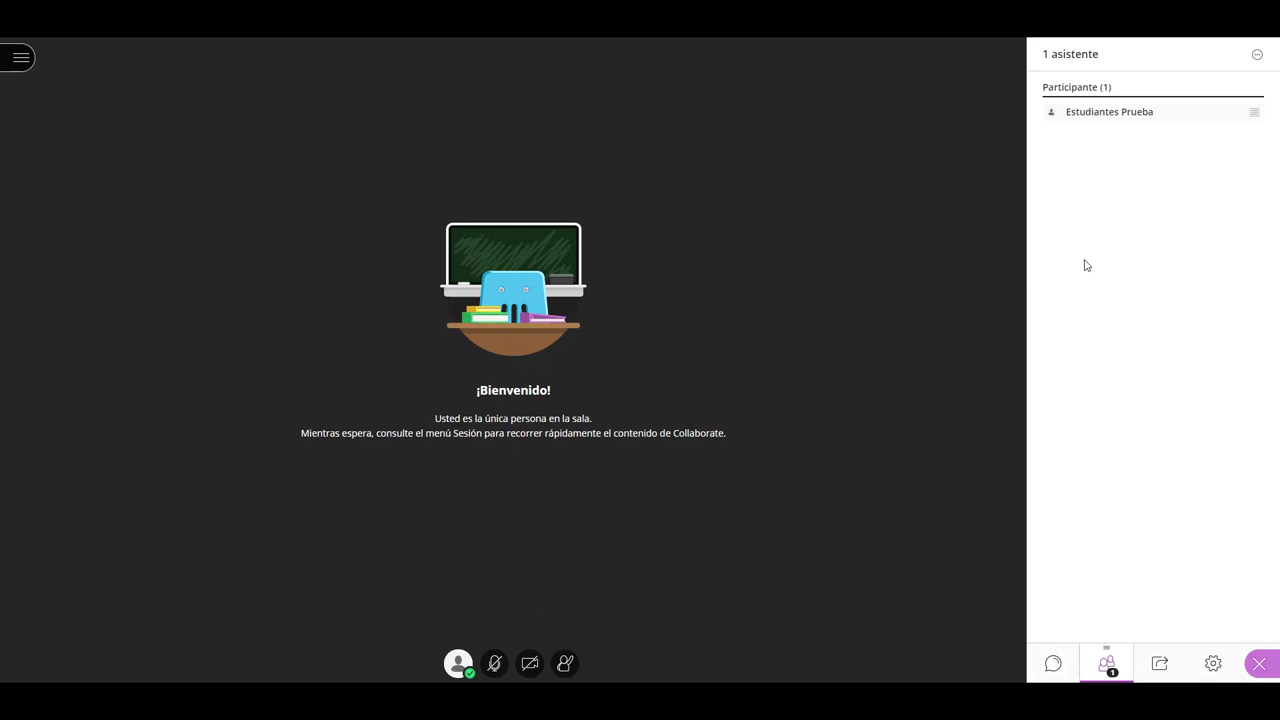 1 asistente
Participante (1)
Estudiantes Prueba
¡Bienvenido!
Usted es la única persona en la sala.
Mientras espera, consulte el menú Sesión para recorrer rápidamente el contenido de Collaborate.
1